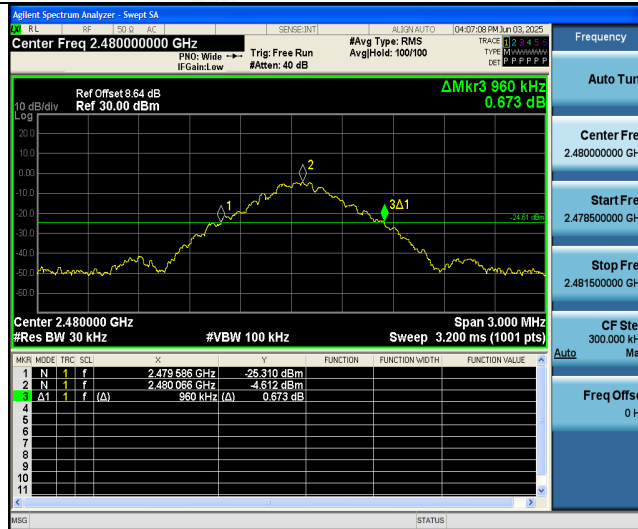 Agilent Spectrum Analyzer - Swept SA
LXI RL RF 50 Ω AC SENSE:INT ALIGN AUTO 04:07:08 PM Jun 03, 2025
Center Freq 2.480000000 GHz
PNO: Wide
IFGain:Low
Trig: Free Run
#Atten: 40 dB
#Avg Type: RMS
Avg|Hold: 100/100
TRACE 1 2 3 4 5 6
TYPE M WWWWW
DET P P P P P P
Ref Offset 8.64 dB
Ref 30.00 dBm
10 dB/div
Log
ΔMkr3 960 kHz
0.673 dB
20.0
10.0
0.00
-10.0
-20.0
-30.0
-40.0
-50.0
-60.0
1
2
3Δ1
-24.61 dBm
Center 2.480000 GHz
Span 3.000 MHz
#Res BW 30 kHz
#VBW 100 kHz
Sweep 3.200 ms (1001 pts)
MKR MODE TRC SCL X Y FUNCTION FUNCTION WIDTH FUNCTION VALUE
1 N 1 f 2.479 586 GHz -25.310 dBm
2 N 1 f 2.480 066 GHz -4.612 dBm
3 Δ1 1 f (Δ) 960 kHz (Δ) 0.673 dB
4
5
6
7
8
9
10
11
MSG
STATUS
Frequency
Auto Tun
Center Fre
2.480000000 GH
Start Fre
2.478500000 GH
Stop Fre
2.481500000 GH
CF Ste
300.000 kH
Auto Ma
Freq Offse
0 H